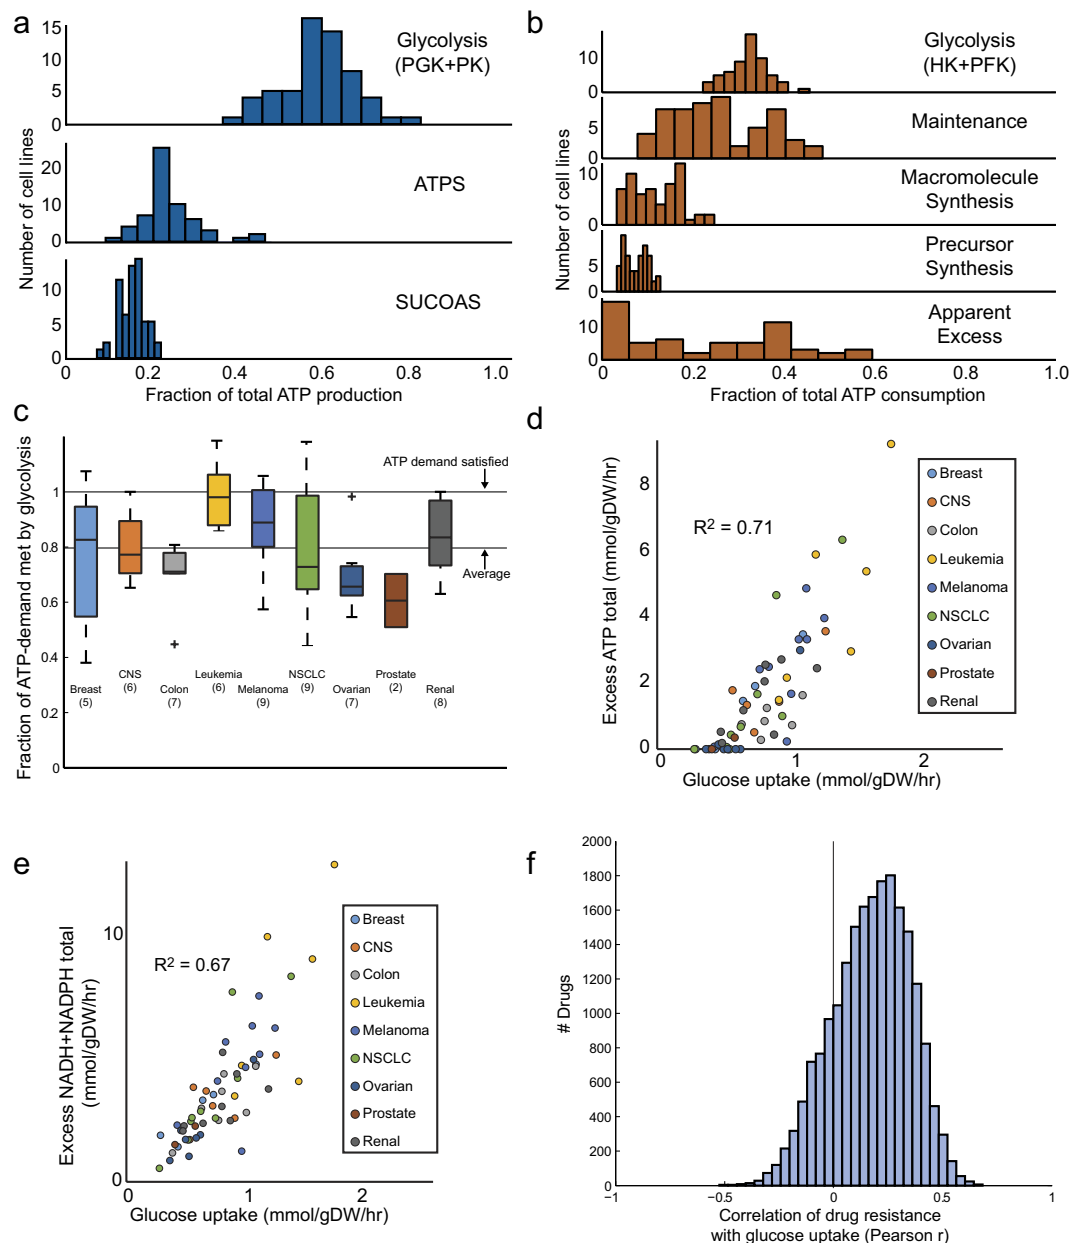 a
Number of cell lines
15
10
5
0
Glycolysis
(PGK+PK)
20
10
0
ATPS
10
5
0
SUCOAS
0
0.2
0.4
0.6
0.8
1.0
Fraction of total ATP production
b
Number of cell lines
10
0
Glycolysis
(HK+PFK)
5
0
Maintenance
10
0
Macromolecule
Synthesis
5
0
Precursor
Synthesis
10
0
Apparent
Excess
0
0.2
0.4
0.6
0.8
1.0
Fraction of total ATP consumption
c
Fraction of ATP-demand met by glycolysis
1
0.8
0.6
0.4
0.2
0
ATP demand satisfied
Average
Breast
(5)
CNS
(6)
Colon
(7)
Leukemia
(6)
Melanoma
(9)
NSCLC
(9)
Ovarian
(7)
Prostate
(2)
Renal
(8)
d
Excess ATP total (mmol/gDW/hr)
8
6
4
2
0
R² = 0.71
Breast
CNS
Colon
Leukemia
Melanoma
NSCLC
Ovarian
Prostate
Renal
0
1
2
Glucose uptake (mmol/gDW/hr)
e
Excess NADH+NADPH total
(mmol/gDW/hr)
10
0
R² = 0.67
Breast
CNS
Colon
Leukemia
Melanoma
NSCLC
Ovarian
Prostate
Renal
0
1
2
Glucose uptake (mmol/gDW/hr)
f
# Drugs
2000
1800
1600
1400
1200
1000
800
600
400
200
0
−1
−0.5
0
0.5
1
Correlation of drug resistance
with glucose uptake (Pearson r)